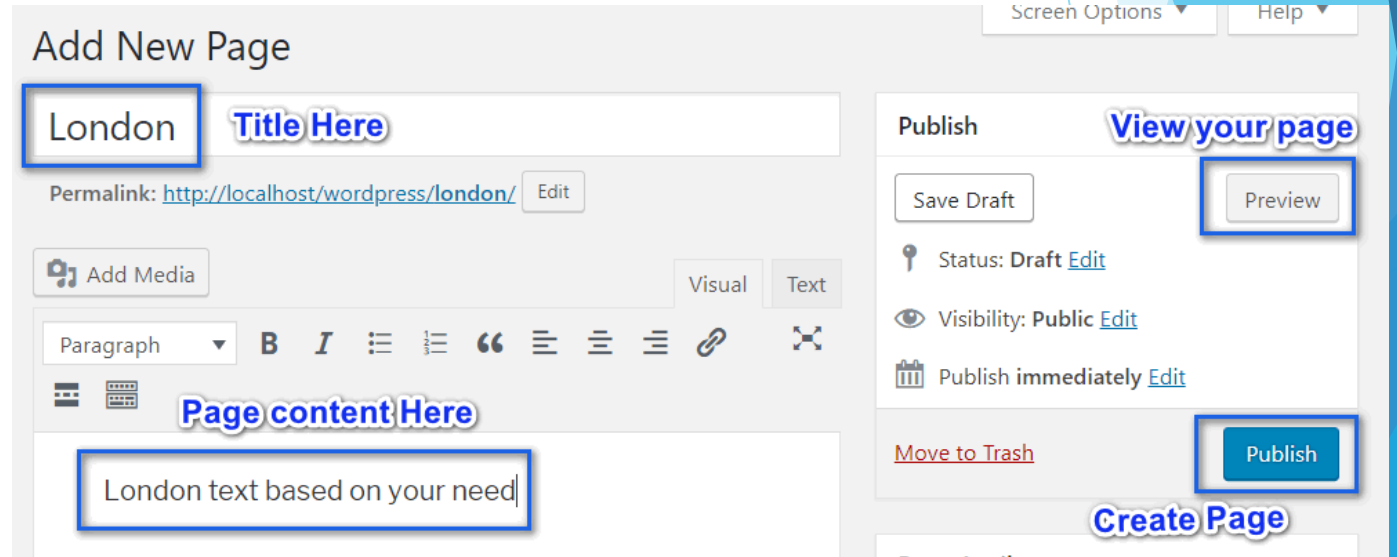 Screen Options Help
Add New Page
London Title Here
Permalink: http://localhost/wordpress/london/ Edit
Add Media
Visual Text
Paragraph B I
Page content Here
London text based on your need
Publish View your page
Save Draft Preview
Status: Draft Edit
Visibility: Public Edit
Publish immediately Edit
Move to Trash Publish
Create Page